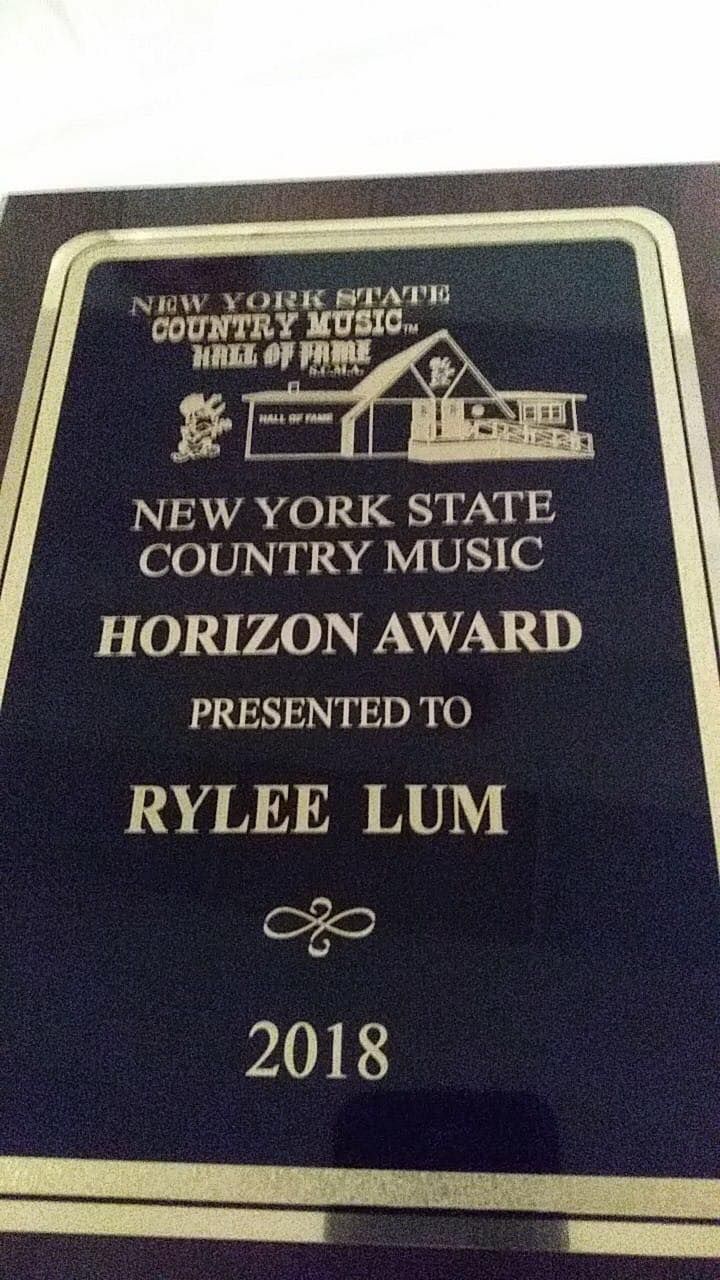 NEW YORK STATE
COUNTRY MUSIC™
HALL OF FAME
S.C.M.A.
HALL OF FAME
NEW YORK STATE
COUNTRY MUSIC
HORIZON AWARD
PRESENTED TO
RYLEE LUM
2018